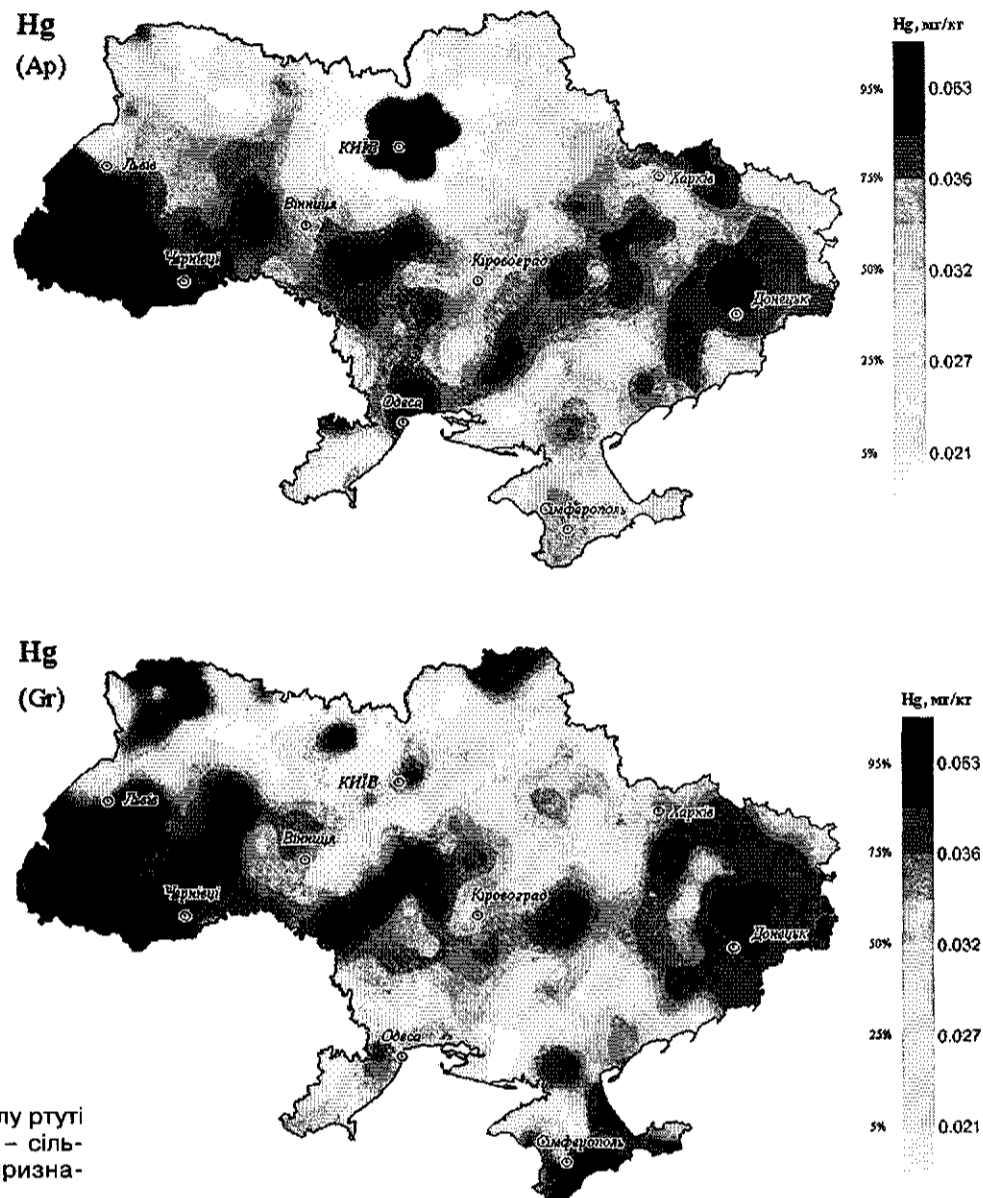 Hg
(Ap)
Hg, мг/кг
95%
0.053
75%
0.036
50%
0.032
25%
0.027
5%
0.021
КИЇВ
Львів
Харків
Вінниця
Чернівці
Кіровоград
Донецьк
Одеса
Сімферополь
Hg
(Gr)
Hg, мг/кг
95%
0.053
75%
0.036
50%
0.032
25%
0.027
5%
0.021
КИЇВ
Львів
Харків
Вінниця
Чернівці
Кіровоград
Донецьк
Одеса
Сімферополь
лу ртуті
– сіль-
ризна-